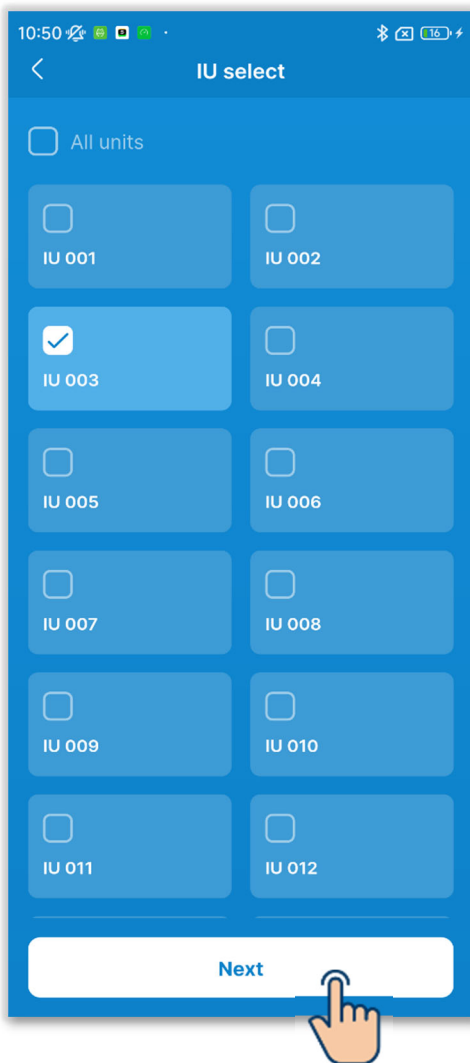 10:50
16
IU select
All units
IU 001
IU 002
IU 003
IU 004
IU 005
IU 006
IU 007
IU 008
IU 009
IU 010
IU 011
IU 012
Next